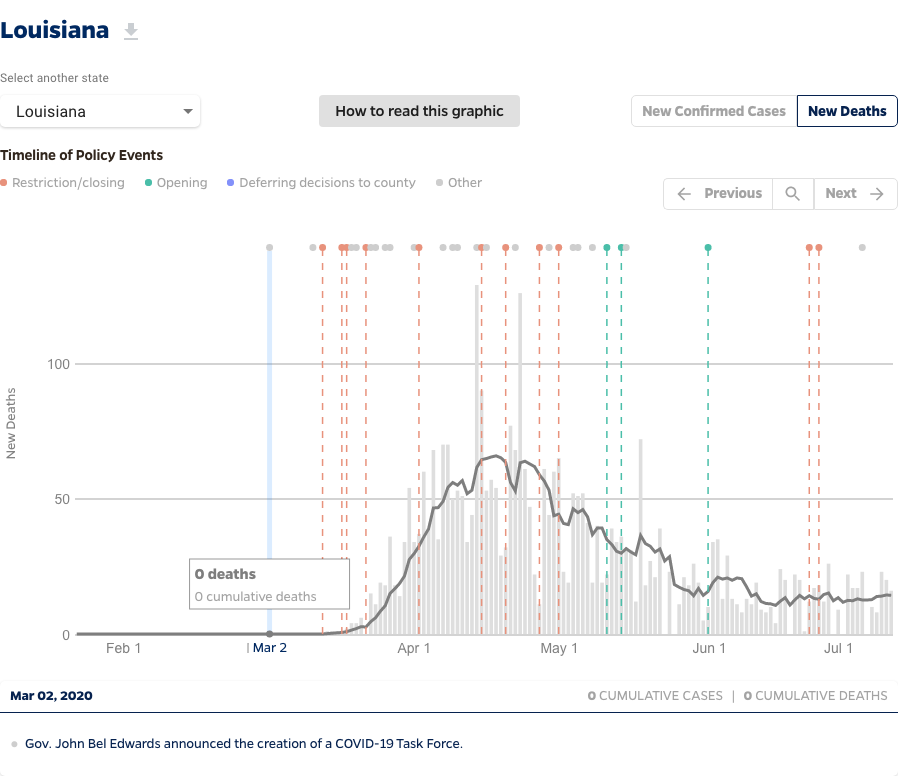 Louisiana
Select another state
Louisiana
How to read this graphic
New Confirmed Cases
New Deaths
Timeline of Policy Events
Restriction/closing
Opening
Deferring decisions to county
Other
Previous
Next
New Deaths
100
50
0
0 deaths
0 cumulative deaths
Feb 1
Mar 2
Apr 1
May 1
Jun 1
Jul 1
Mar 02, 2020
0 CUMULATIVE CASES | 0 CUMULATIVE DEATHS
Gov. John Bel Edwards announced the creation of a COVID-19 Task Force.